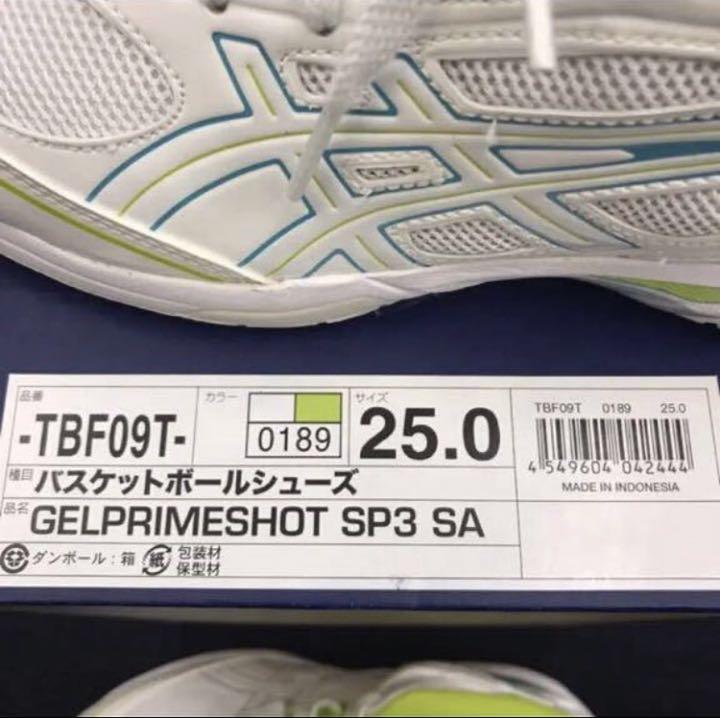 品番
-TBF09T-
カラー
0189
サイズ
25.0
種目 バスケットボールシューズ
品名 GELPRIMESHOT SP3 SA
ダンボール:箱
紙 包装材
保型材
TBF09T 0189 25.0
4 549604 042444
MADE IN INDONESIA